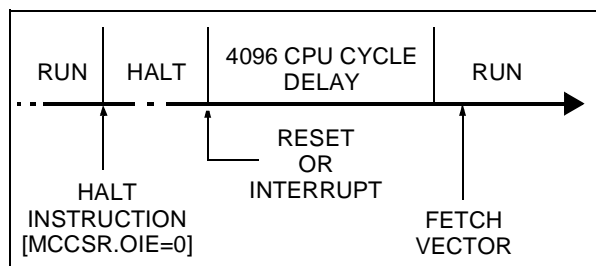 RUN
HALT
4096 CPU CYCLE
DELAY
RUN
RESET
OR
INTERRUPT
HALT
INSTRUCTION
[MCCSR.OIE=0]
FETCH
VECTOR